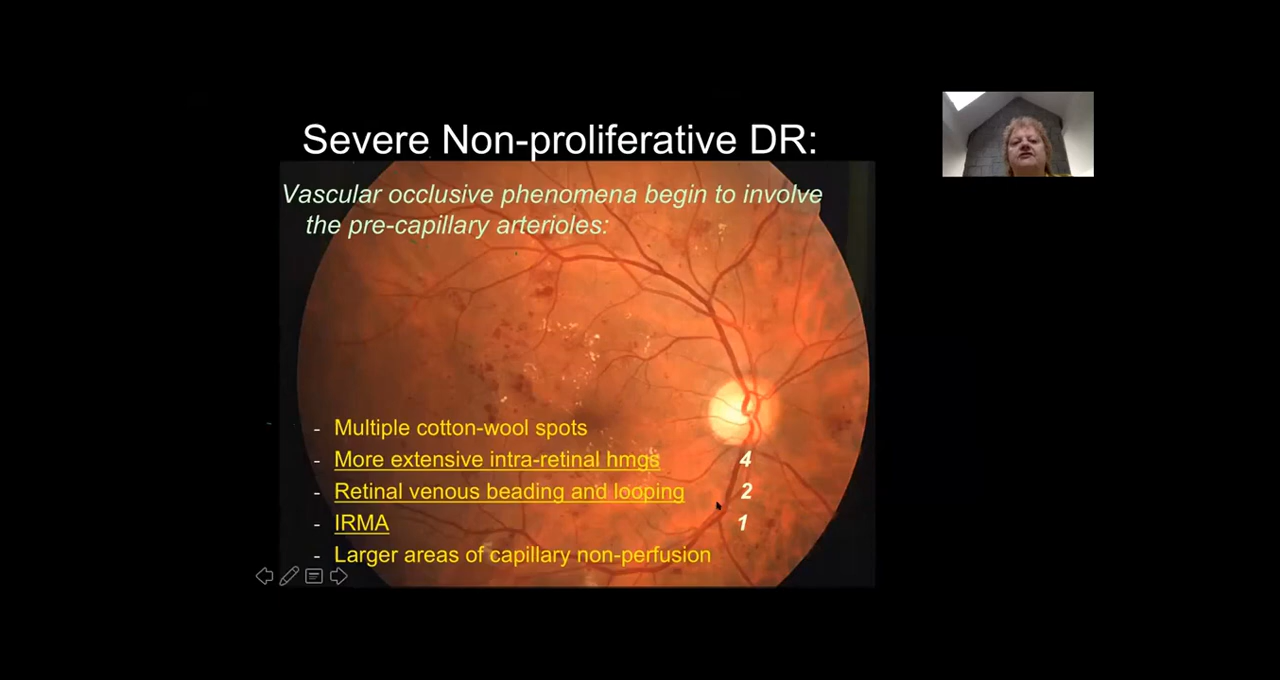 Severe Non-proliferative DR:
Vascular occlusive phenomena begin to involve
the pre-capillary arterioles:
- Multiple cotton-wool spots
- More extensive intra-retinal hmgs 4
- Retinal venous beading and looping 2
- IRMA 1
- Larger areas of capillary non-perfusion